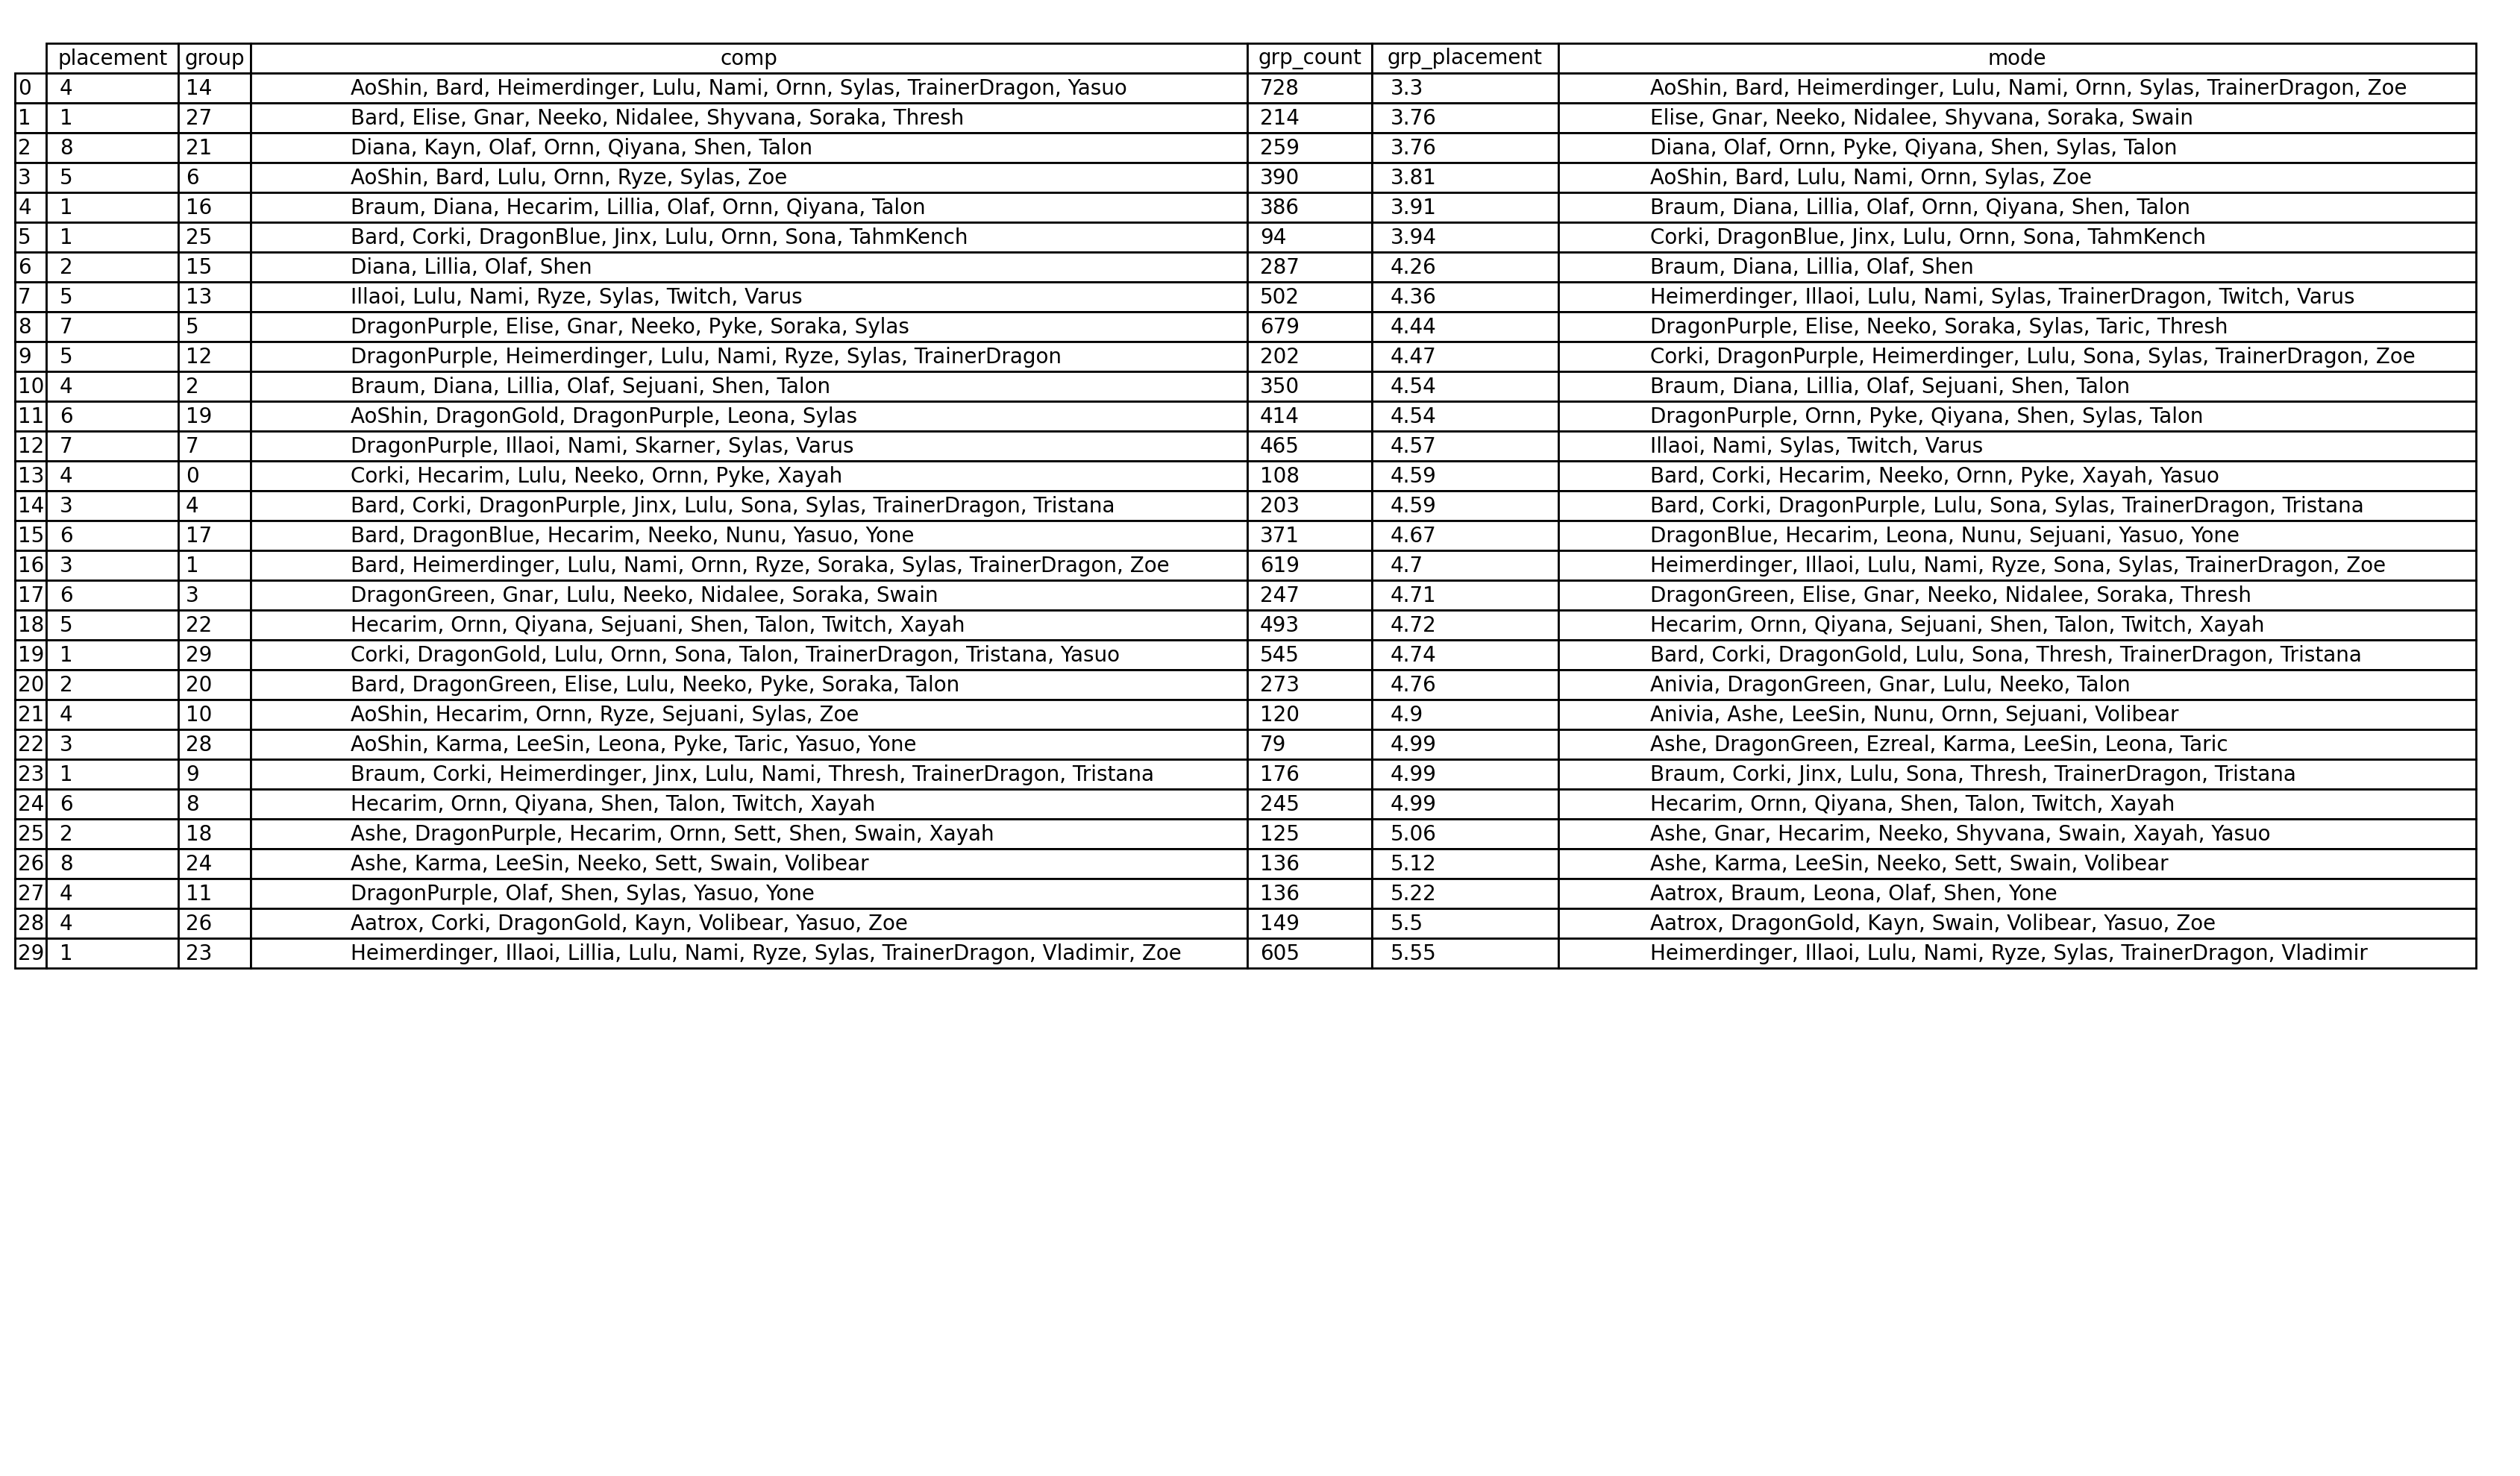 placement group comp grp_count grp_placement mode
0 4 14 AoShin, Bard, Heimerdinger, Lulu, Nami, Ornn, Sylas, TrainerDragon, Yasuo 728 3.3 AoShin, Bard, Heimerdinger, Lulu, Nami, Ornn, Sylas, TrainerDragon, Zoe
1 1 27 Bard, Elise, Gnar, Neeko, Nidalee, Shyvana, Soraka, Thresh 214 3.76 Elise, Gnar, Neeko, Nidalee, Shyvana, Soraka, Swain
2 8 21 Diana, Kayn, Olaf, Ornn, Qiyana, Shen, Talon 259 3.76 Diana, Olaf, Ornn, Pyke, Qiyana, Shen, Sylas, Talon
3 5 6 AoShin, Bard, Lulu, Ornn, Ryze, Sylas, Zoe 390 3.81 AoShin, Bard, Lulu, Nami, Ornn, Sylas, Zoe
4 1 16 Braum, Diana, Hecarim, Lillia, Olaf, Ornn, Qiyana, Talon 386 3.91 Braum, Diana, Lillia, Olaf, Ornn, Qiyana, Shen, Talon
5 1 25 Bard, Corki, DragonBlue, Jinx, Lulu, Ornn, Sona, TahmKench 94 3.94 Corki, DragonBlue, Jinx, Lulu, Ornn, Sona, TahmKench
6 2 15 Diana, Lillia, Olaf, Shen 287 4.26 Braum, Diana, Lillia, Olaf, Shen
7 5 13 Illaoi, Lulu, Nami, Ryze, Sylas, Twitch, Varus 502 4.36 Heimerdinger, Illaoi, Lulu, Nami, Sylas, TrainerDragon, Twitch, Varus
8 7 5 DragonPurple, Elise, Gnar, Neeko, Pyke, Soraka, Sylas 679 4.44 DragonPurple, Elise, Neeko, Soraka, Sylas, Taric, Thresh
9 5 12 DragonPurple, Heimerdinger, Lulu, Nami, Ryze, Sylas, TrainerDragon 202 4.47 Corki, DragonPurple, Heimerdinger, Lulu, Sona, Sylas, TrainerDragon, Zoe
10 4 2 Braum, Diana, Lillia, Olaf, Sejuani, Shen, Talon 350 4.54 Braum, Diana, Lillia, Olaf, Sejuani, Shen, Talon
11 6 19 AoShin, DragonGold, DragonPurple, Leona, Sylas 414 4.54 DragonPurple, Ornn, Pyke, Qiyana, Shen, Sylas, Talon
12 7 7 DragonPurple, Illaoi, Nami, Skarner, Sylas, Varus 465 4.57 Illaoi, Nami, Sylas, Twitch, Varus
13 4 0 Corki, Hecarim, Lulu, Neeko, Ornn, Pyke, Xayah 108 4.59 Bard, Corki, Hecarim, Neeko, Ornn, Pyke, Xayah, Yasuo
14 3 4 Bard, Corki, DragonPurple, Jinx, Lulu, Sona, Sylas, TrainerDragon, Tristana 203 4.59 Bard, Corki, DragonPurple, Lulu, Sona, Sylas, TrainerDragon, Tristana
15 6 17 Bard, DragonBlue, Hecarim, Neeko, Nunu, Yasuo, Yone 371 4.67 DragonBlue, Hecarim, Leona, Nunu, Sejuani, Yasuo, Yone
16 3 1 Bard, Heimerdinger, Lulu, Nami, Ornn, Ryze, Soraka, Sylas, TrainerDragon, Zoe 619 4.7 Heimerdinger, Illaoi, Lulu, Nami, Ryze, Sona, Sylas, TrainerDragon, Zoe
17 6 3 DragonGreen, Gnar, Lulu, Neeko, Nidalee, Soraka, Swain 247 4.71 DragonGreen, Elise, Gnar, Neeko, Nidalee, Soraka, Thresh
18 5 22 Hecarim, Ornn, Qiyana, Sejuani, Shen, Talon, Twitch, Xayah 493 4.72 Hecarim, Ornn, Qiyana, Sejuani, Shen, Talon, Twitch, Xayah
19 1 29 Corki, DragonGold, Lulu, Ornn, Sona, Talon, TrainerDragon, Tristana, Yasuo 545 4.74 Bard, Corki, DragonGold, Lulu, Sona, Thresh, TrainerDragon, Tristana
20 2 20 Bard, DragonGreen, Elise, Lulu, Neeko, Pyke, Soraka, Talon 273 4.76 Anivia, DragonGreen, Gnar, Lulu, Neeko, Talon
21 4 10 AoShin, Hecarim, Ornn, Ryze, Sejuani, Sylas, Zoe 120 4.9 Anivia, Ashe, LeeSin, Nunu, Ornn, Sejuani, Volibear
22 3 28 AoShin, Karma, LeeSin, Leona, Pyke, Taric, Yasuo, Yone 79 4.99 Ashe, DragonGreen, Ezreal, Karma, LeeSin, Leona, Taric
23 1 9 Braum, Corki, Heimerdinger, Jinx, Lulu, Nami, Thresh, TrainerDragon, Tristana 176 4.99 Braum, Corki, Jinx, Lulu, Sona, Thresh, TrainerDragon, Tristana
24 6 8 Hecarim, Ornn, Qiyana, Shen, Talon, Twitch, Xayah 245 4.99 Hecarim, Ornn, Qiyana, Shen, Talon, Twitch, Xayah
25 2 18 Ashe, DragonPurple, Hecarim, Ornn, Sett, Shen, Swain, Xayah 125 5.06 Ashe, Gnar, Hecarim, Neeko, Shyvana, Swain, Xayah, Yasuo
26 8 24 Ashe, Karma, LeeSin, Neeko, Sett, Swain, Volibear 136 5.12 Ashe, Karma, LeeSin, Neeko, Sett, Swain, Volibear
27 4 11 DragonPurple, Olaf, Shen, Sylas, Yasuo, Yone 136 5.22 Aatrox, Braum, Leona, Olaf, Shen, Yone
28 4 26 Aatrox, Corki, DragonGold, Kayn, Volibear, Yasuo, Zoe 149 5.5 Aatrox, DragonGold, Kayn, Swain, Volibear, Yasuo, Zoe
29 1 23 Heimerdinger, Illaoi, Lillia, Lulu, Nami, Ryze, Sylas, TrainerDragon, Vladimir, Zoe 605 5.55 Heimerdinger, Illaoi, Lulu, Nami, Ryze, Sylas, TrainerDragon, Vladimir